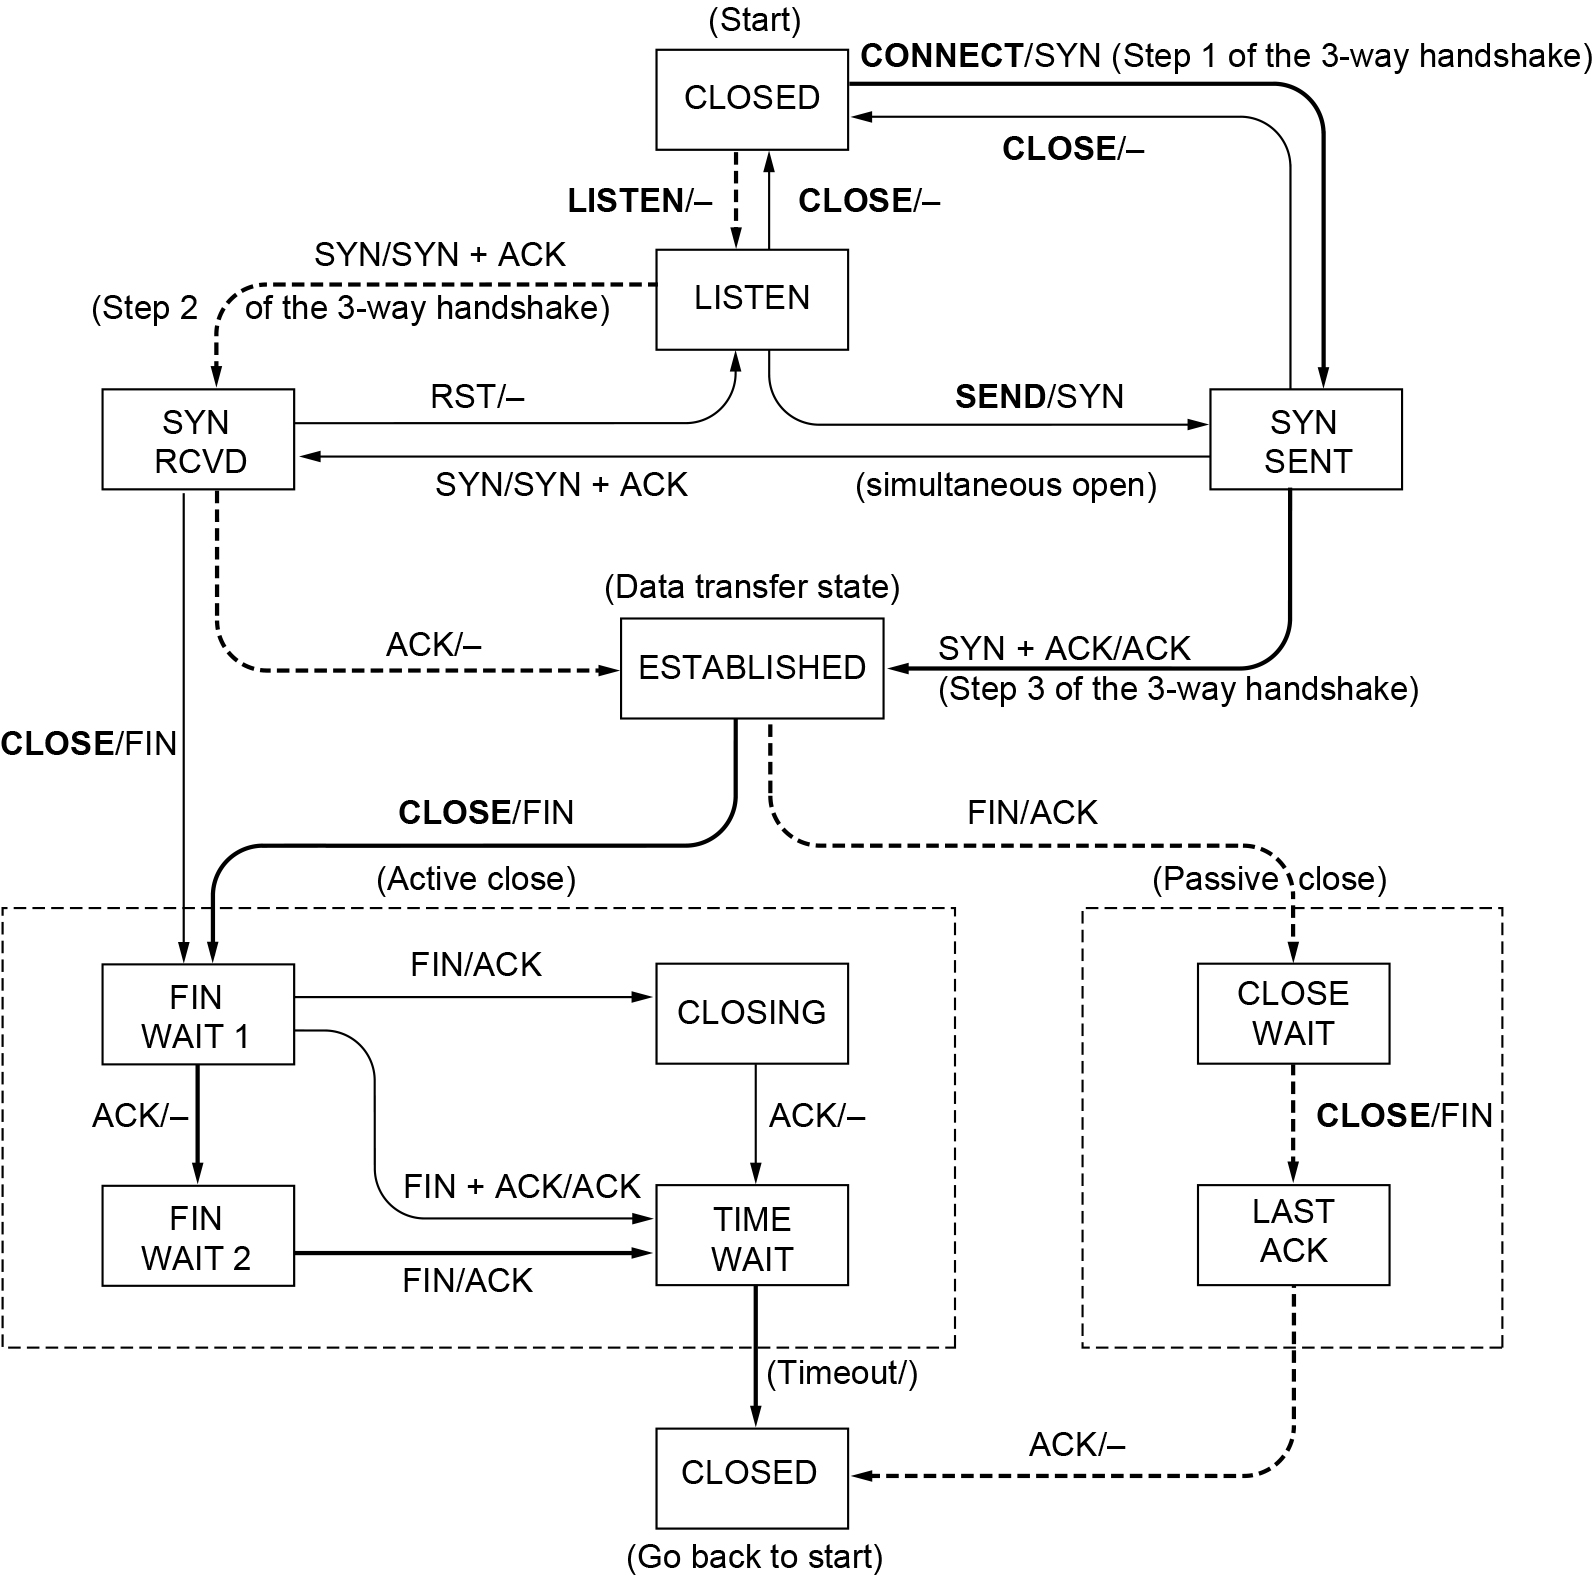 (Start)
CONNECT/SYN (Step 1 of the 3-way handshake)
CLOSED
CLOSE/–
LISTEN/–
CLOSE/–
SYN/SYN + ACK
(Step 2 of the 3-way handshake)
LISTEN
RST/–
SEND/SYN
SYN
RCVD
SYN
SENT
SYN/SYN + ACK
(simultaneous open)
(Data transfer state)
ACK/–
ESTABLISHED
SYN + ACK/ACK
(Step 3 of the 3-way handshake)
CLOSE/FIN
CLOSE/FIN
FIN/ACK
(Active close)
(Passive close)
FIN/ACK
FIN
WAIT 1
CLOSING
CLOSE
WAIT
ACK/–
ACK/–
CLOSE/FIN
FIN + ACK/ACK
FIN
WAIT 2
TIME
WAIT
LAST
ACK
FIN/ACK
(Timeout/)
ACK/–
CLOSED
(Go back to start)